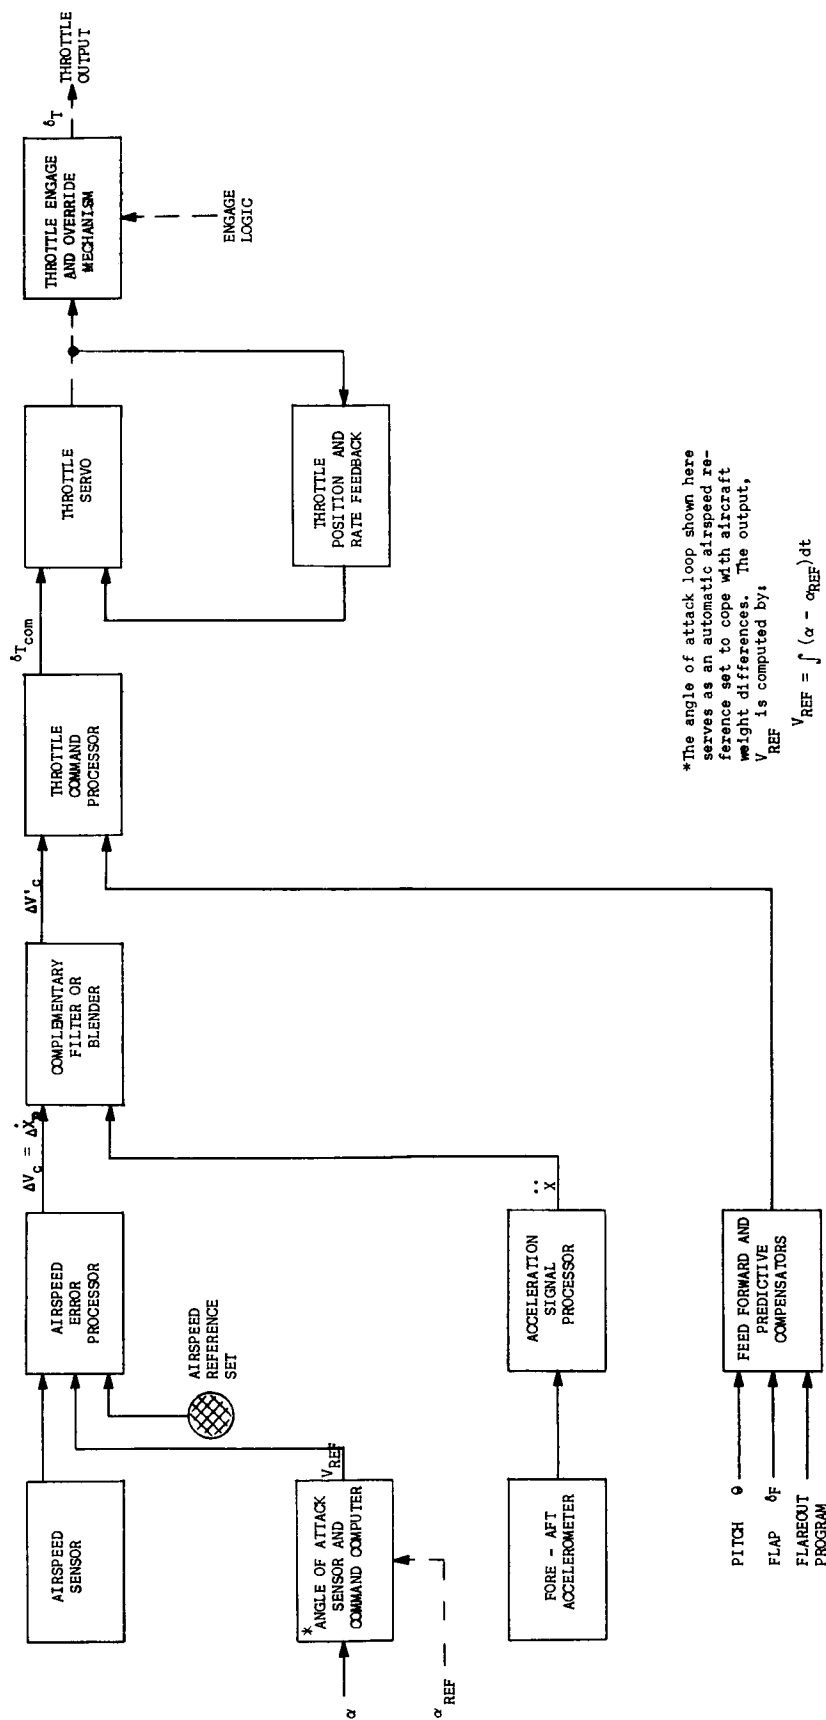 AIRSPEED
SENSOR
AIRSPEED
ERROR
PROCESSOR
AIRSPEED
REFERENCE
SET
COMPLEMENTARY
FILTER OR
BLENDER
ΔV'c
THROTTLE
COMMAND
PROCESSOR
δTcom
THROTTLE
SERVO
THROTTLE
POSITION AND
RATE FEEDBACK
THROTTLE ENGAGE
AND OVERRIDE
MECHANISM
ENGAGE
LOGIC
δT
THROTTLE
OUTPUT
α
αREF
* ANGLE OF ATTACK
SENSOR AND
COMMAND COMPUTER
VREF
FORE - AFT
ACCELEROMETER
ACCELERATION
SIGNAL
PROCESSOR
Ẍ
PITCH θ
FLAP δF
FLAREOUT
PROGRAM
FEED FORWARD AND
PREDICTIVE
COMPENSATORS
ΔVc = ΔẊ
*The angle of attack loop shown here
serves as an automatic airspeed re-
ference set to cope with aircraft
weight differences. The output,
VREF is computed by:
VREF = ∫ (α - αREF)dt